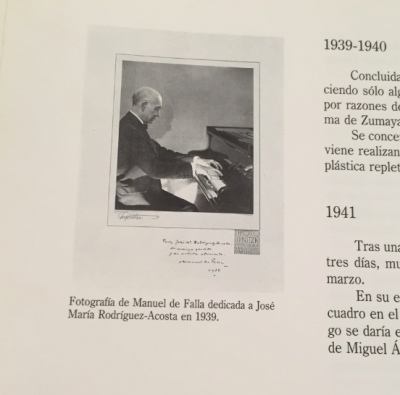 1939-1940
Concluida
ciendo sólo alg
por razones de
ma de Zumaya
Se conce
viene realizan
plástica replet
1941
Tras una
tres días, mu
marzo.
En su e
cuadro en el
go se daría e
de Miguel Á
Fotografía de Manuel de Falla dedicada a José
María Rodríguez-Acosta en 1939.